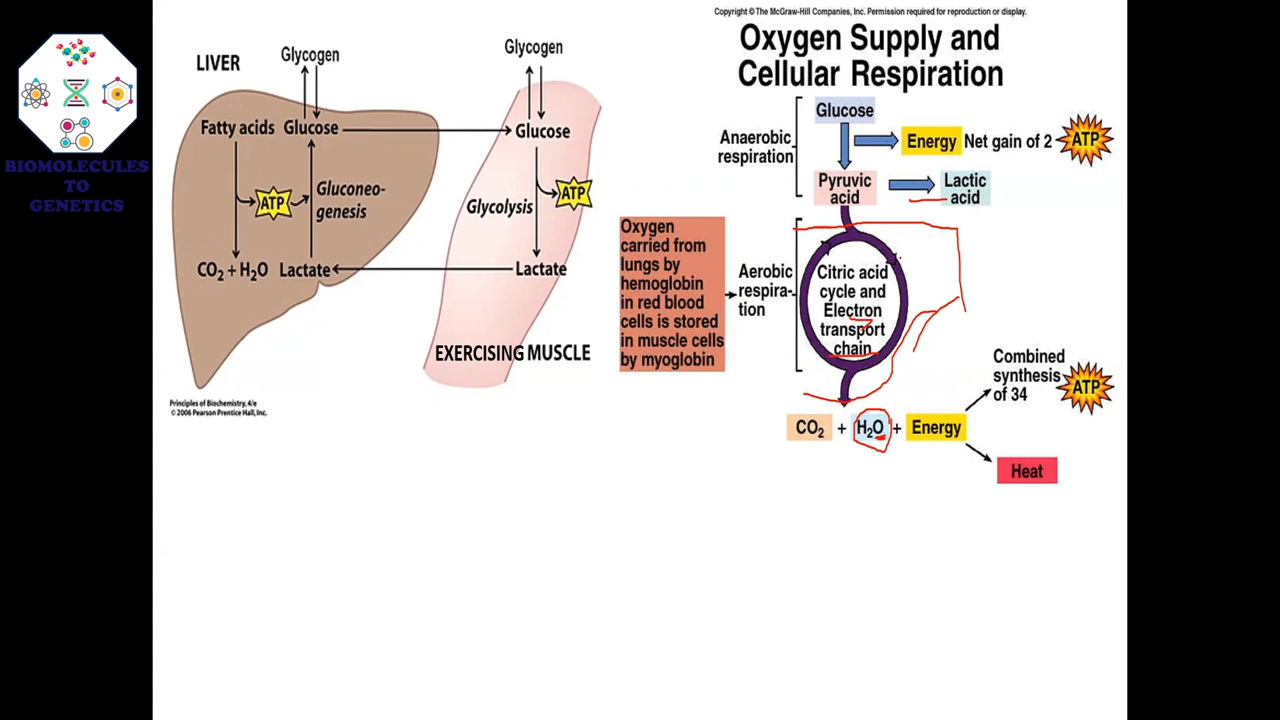 BIOMOLECULES
TO
GENETICS
LIVER
Glycogen
Fatty acids Glucose
ATP
Gluconeo-
genesis
CO₂ + H₂O Lactate
Glycogen
Glucose
ATP
Glycolysis
Lactate
EXERCISING MUSCLE
Principles of Biochemistry, 4/e
© 2006 Pearson Prentice Hall, Inc.
Copyright © The McGraw-Hill Companies, Inc. Permission required for reproduction or display.
Oxygen Supply and
Cellular Respiration
Anaerobic
respiration
Glucose
Energy Net gain of 2 ATP
Pyruvic
acid
Lactic
acid
Oxygen
carried from
lungs by
hemoglobin
in red blood
cells is stored
in muscle cells
by myoglobin
Aerobic
respira-
tion
Citric acid
cycle and
Electron
transport
chain
CO₂ + H₂O + Energy
Combined
synthesis
of 34
ATP
Heat